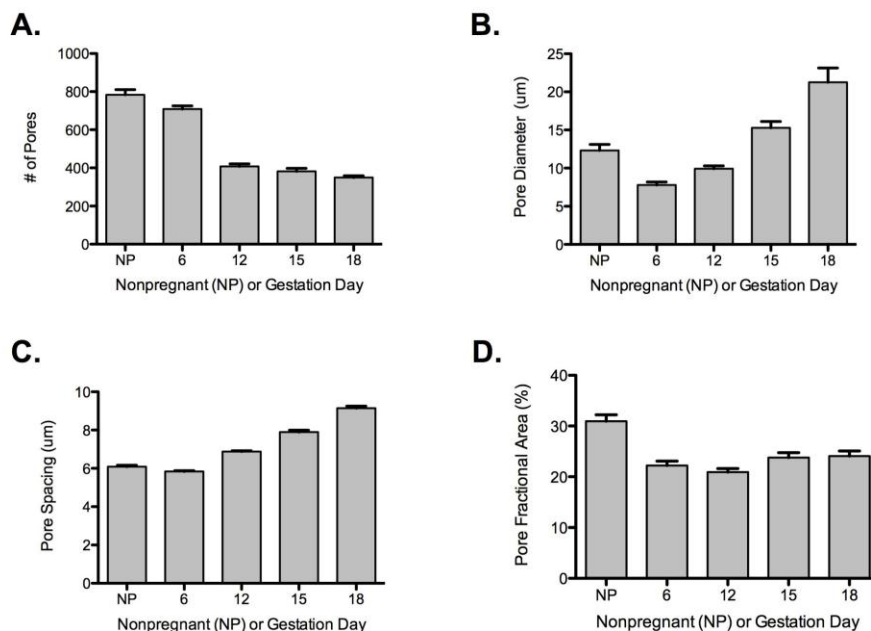 A.
1000
800
600
400
200
0
# of Pores
NP 6 12 15 18
Nonpregnant (NP) or Gestation Day
B.
25
20
15
10
5
0
Pore Diameter (um)
NP 6 12 15 18
Nonpregnant (NP) or Gestation Day
C.
10
8
6
4
2
0
Pore Spacing (um)
NP 6 12 15 18
Nonpregnant (NP) or Gestation Day
D.
40
30
20
10
0
Pore Fractional Area (%)
NP 6 12 15 18
Nonpregnant (NP) or Gestation Day